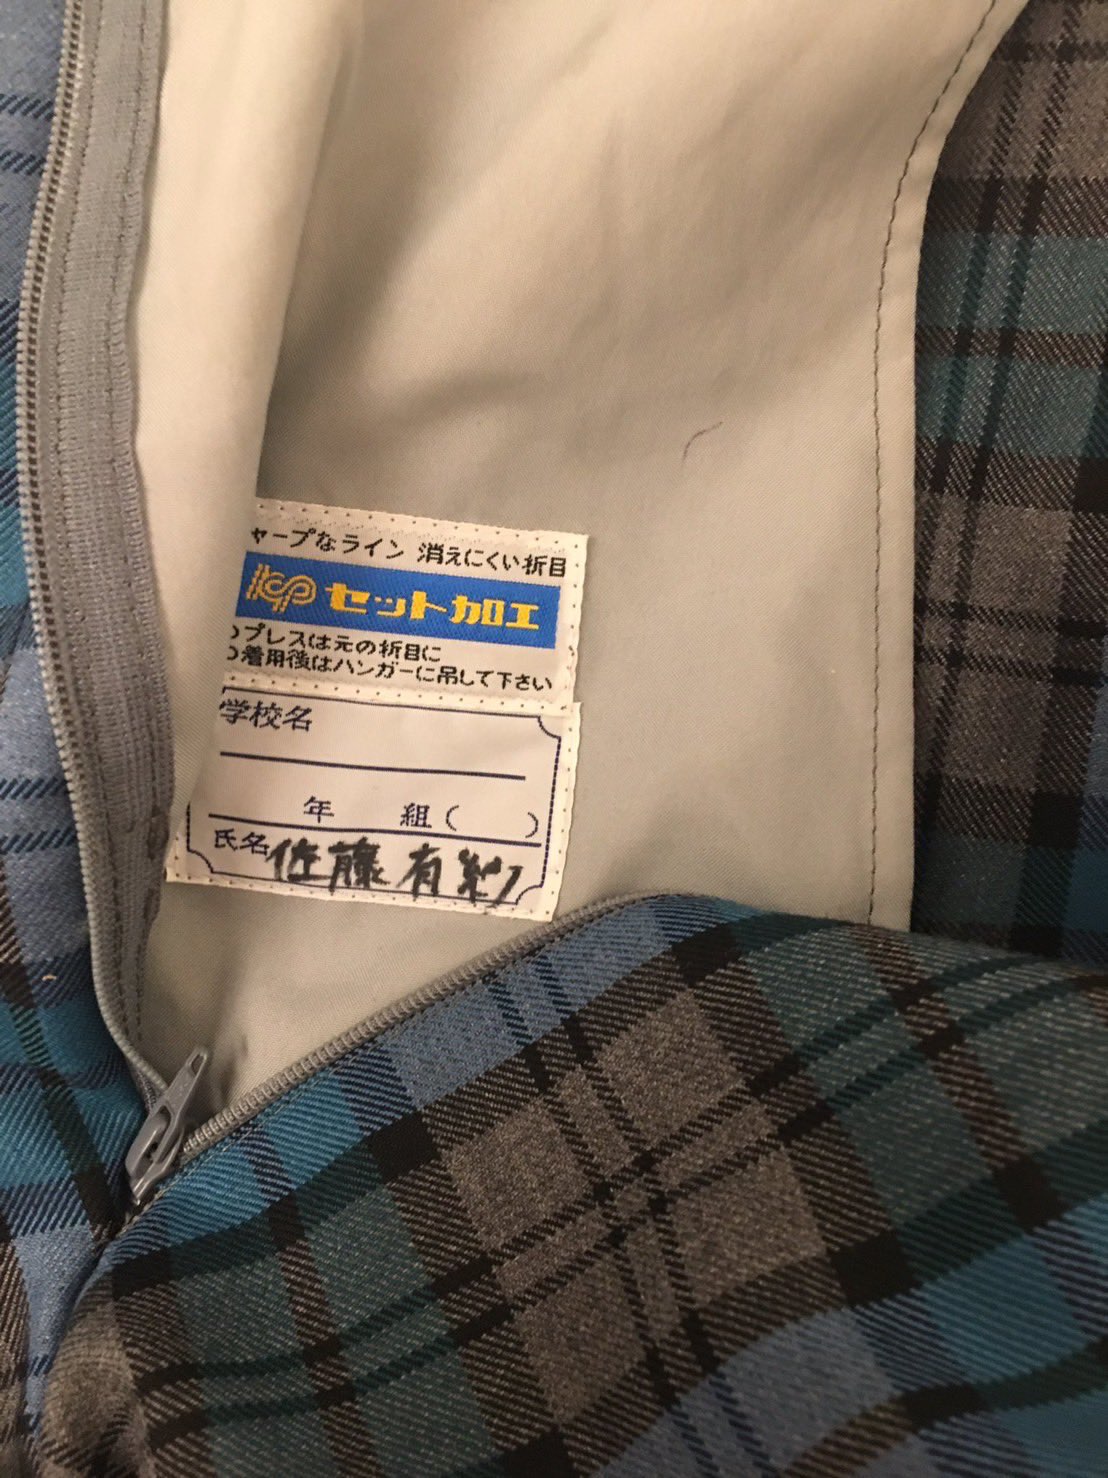 ャープなライン 消えにくい折目
セット加工
プレスは元の折目に
着用後はハンガーに吊して下さい
学校名
年 組( )
氏名 佐藤有